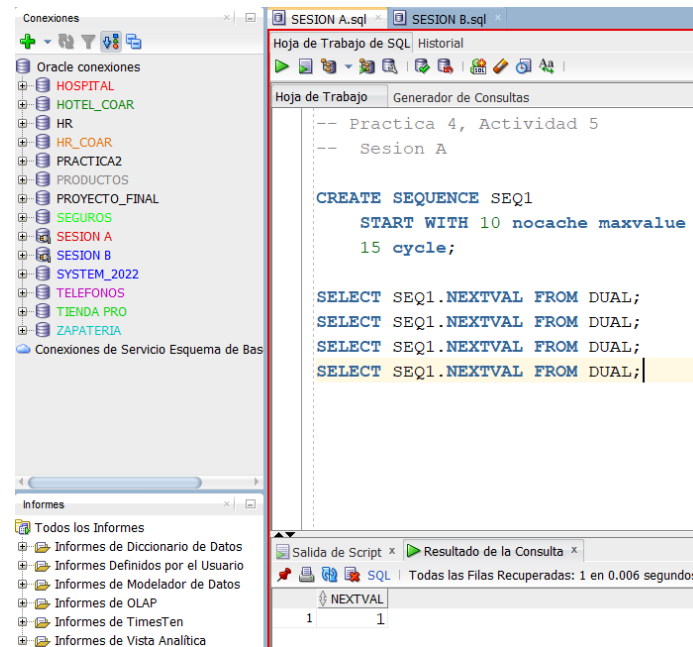 Conexiones
Oracle conexiones
HOSPITAL
HOTEL_COAR
HR
HR_COAR
PRACTICA2
PRODUCTOS
PROYECTO_FINAL
SEGUROS
SESION A
SESION B
SYSTEM_2022
TELEFONOS
TIENDA PRO
ZAPATERIA
Conexiones de Servicio Esquema de Bas
Informes
Todos los Informes
Informes de Diccionario de Datos
Informes Definidos por el Usuario
Informes de Modelador de Datos
Informes de OLAP
Informes de TimesTen
Informes de Vista Analítica
SESION A.sql SESION B.sql
Hoja de Trabajo de SQL Historial
Hoja de Trabajo Generador de Consultas
-- Practica 4, Actividad 5
-- Sesion A
CREATE SEQUENCE SEQ1
START WITH 10 nocache maxvalue
15 cycle;
SELECT SEQ1.NEXTVAL FROM DUAL;
SELECT SEQ1.NEXTVAL FROM DUAL;
SELECT SEQ1.NEXTVAL FROM DUAL;
SELECT SEQ1.NEXTVAL FROM DUAL;
Salida de Script x Resultado de la Consulta x
SQL | Todas las Filas Recuperadas: 1 en 0.006 segundos
NEXTVAL
1 1